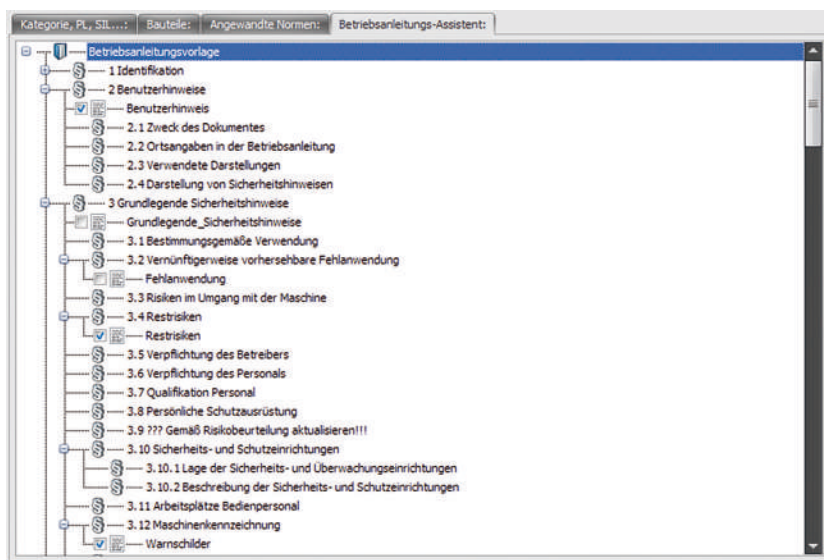 Kategorie, PL, SIL...: Bauteile: Angewandte Normen: Betriebsanleitungs-Assistent:
Betriebsanleitungsvorlage
1 Identifikation
2 Benutzerhinweise
Benutzerhinweis
2.1 Zweck des Dokumentes
2.2 Ortsangaben in der Betriebsanleitung
2.3 Verwendete Darstellungen
2.4 Darstellung von Sicherheitshinweisen
3 Grundlegende Sicherheitshinweise
Grundlegende_Sicherheitshinweise
3.1 Bestimmungsgemäße Verwendung
3.2 Vernünftigerweise vorhersehbare Fehlanwendung
Fehlanwendung
3.3 Risiken im Umgang mit der Maschine
3.4 Restrisiken
Restrisiken
3.5 Verpflichtung des Betreibers
3.6 Verpflichtung des Personals
3.7 Qualifikation Personal
3.8 Persönliche Schutzausrüstung
3.9 ??? Gemäß Risikobeurteilung aktualisieren!!!
3.10 Sicherheits- und Schutzeinrichtungen
3.10.1 Lage der Sicherheits- und Überwachungseinrichtungen
3.10.2 Beschreibung der Sicherheits- und Schutzeinrichtungen
3.11 Arbeitsplätze Bedienpersonal
3.12 Maschinenkennzeichnung
Warnschilder